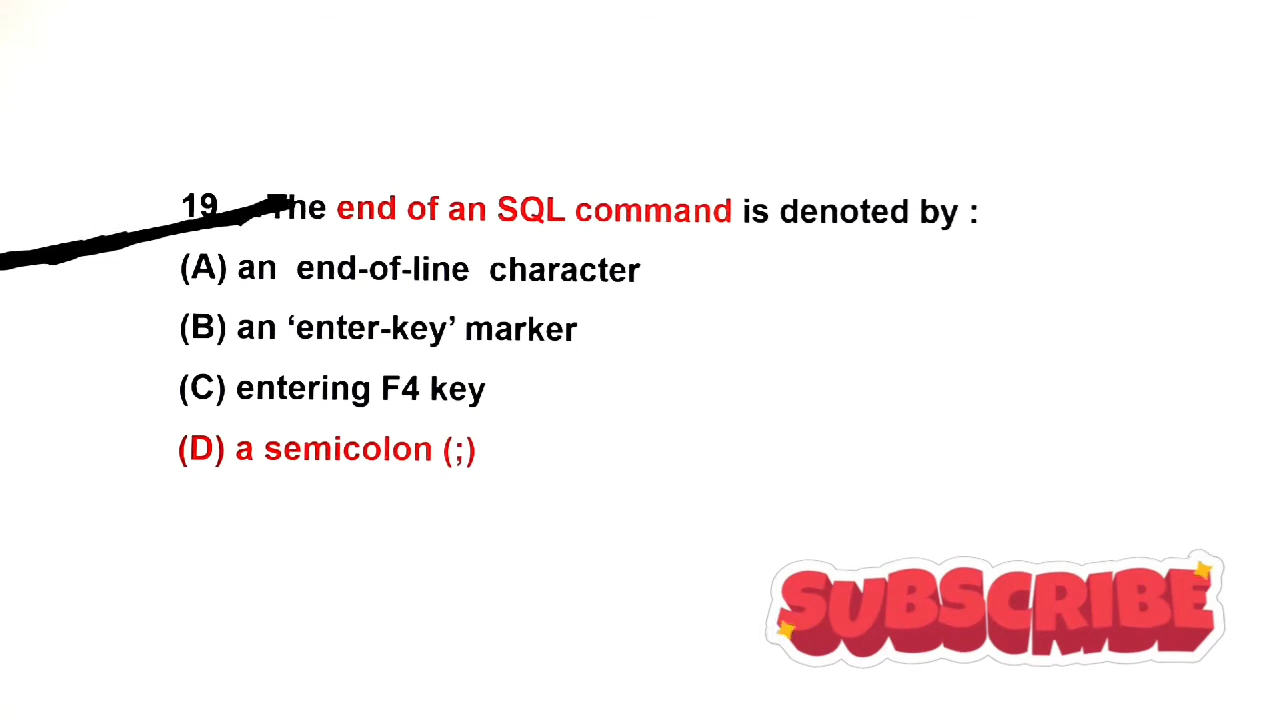 19. The end of an SQL command is denoted by :
(A) an end-of-line character
(B) an ‘enter-key’ marker
(C) entering F4 key
(D) a semicolon (;)
SUBSCRIBE